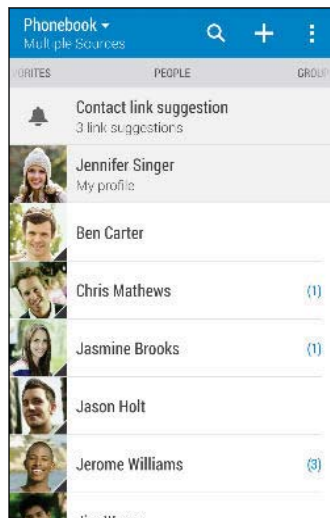 Phonebook
Multiple Sources
ORITES PEOPLE GROUP
Contact link suggestion
3 link suggestions
Jennifer Singer
My profile
Ben Carter
Chris Mathews (1)
Jasmine Brooks (1)
Jason Holt
Jerome Williams (3)